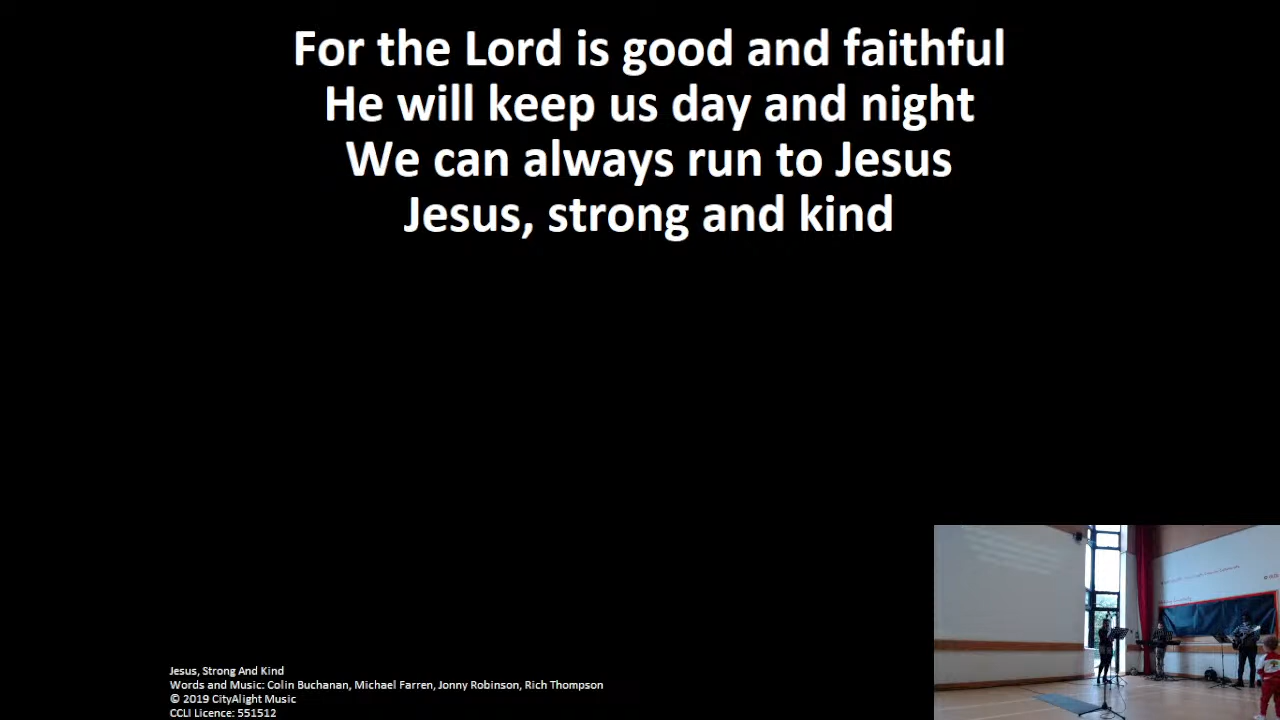 For the Lord is good and faithful
He will keep us day and night
We can always run to Jesus
Jesus, strong and kind
Jesus, Strong And Kind
Words and Music: Colin Buchanan, Michael Farren, Jonny Robinson, Rich Thompson
© 2019 CityAlight Music
CCLI Licence: 551512